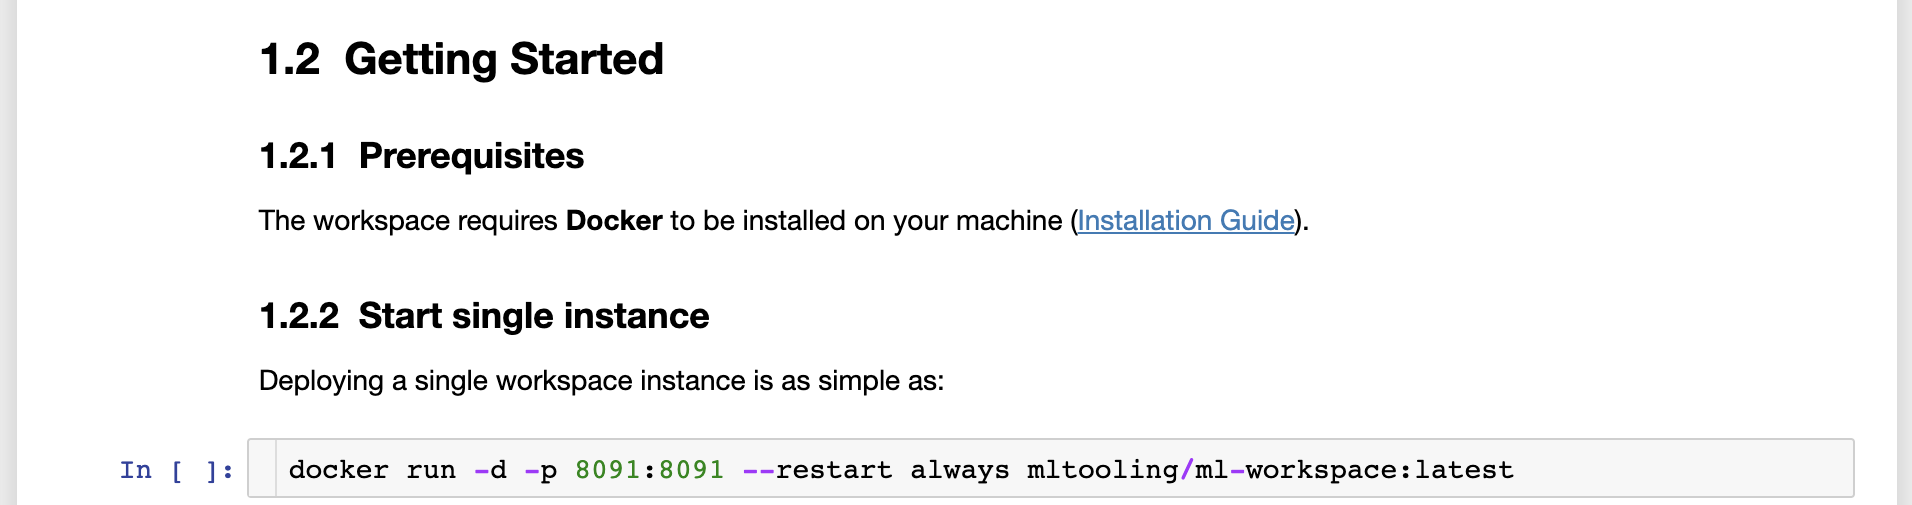 1.2 Getting Started
1.2.1 Prerequisites
The workspace requires Docker to be installed on your machine (Installation Guide).
1.2.2 Start single instance
Deploying a single workspace instance is as simple as:
In [ ]: docker run -d -p 8091:8091 --restart always mltooling/ml-workspace:latest